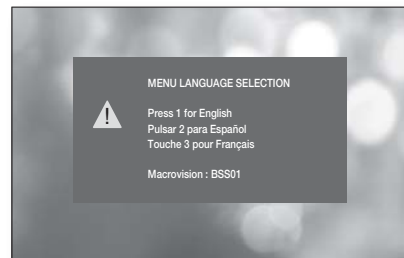 MENU LANGUAGE SELECTION
Press 1 for English
Pulsar 2 para Español
Touche 3 pour Français
Macrovision : BSS01